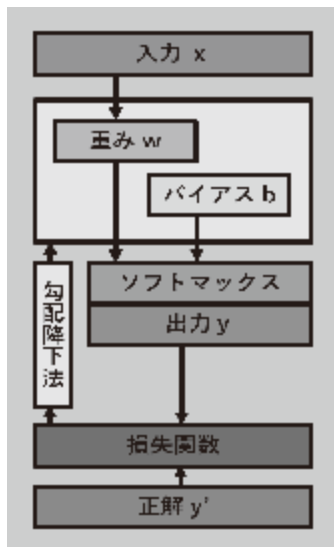 入力 x
重み w
バイアス b
ソフトマックス
出力 y
勾配降下法
損失関数
正解 y'